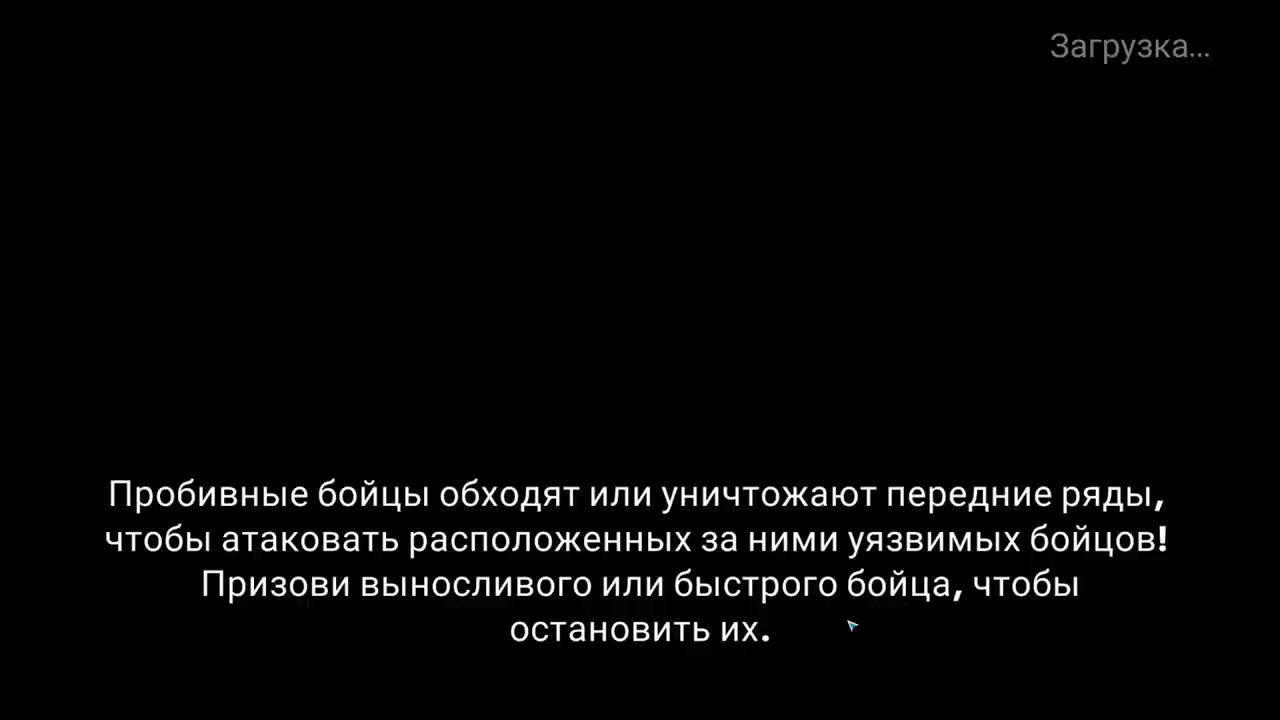 Загрузка...
Пробивные бойцы обходят или уничтожают передние ряды,
чтобы атаковать расположенных за ними уязвимых бойцов!
Призови выносливого или быстрого бойца, чтобы
остановить их.